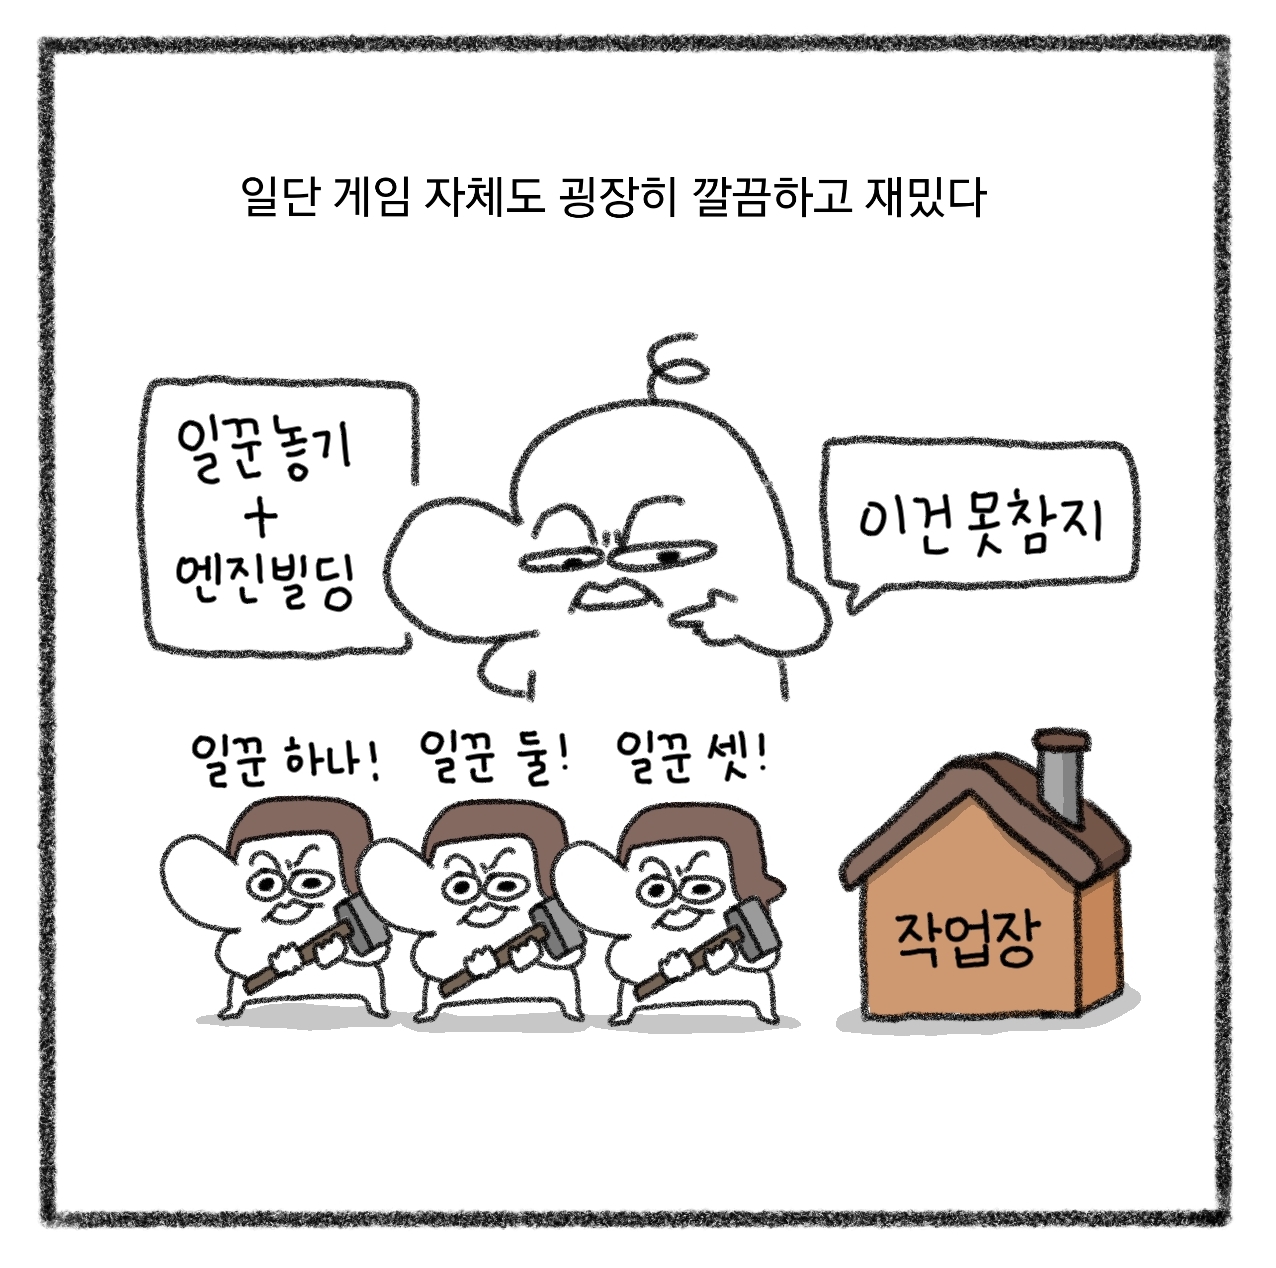 일단 게임 자체도 굉장히 깔끔하고 재밌다
일꾼놓기
+
엔진빌딩
이건 못참지
일꾼 하나!
일꾼 둘!
일꾼 셋!
작업장